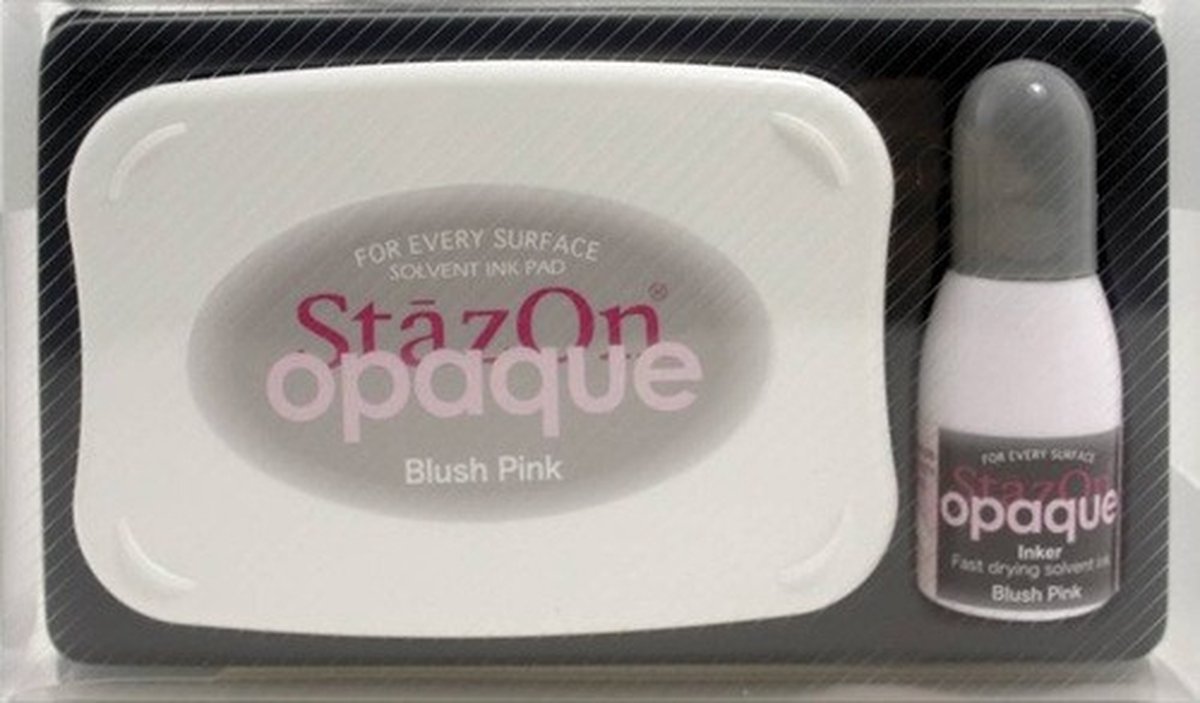 FOR EVERY SURFACE
SOLVENT INK PAD
StāzOn®
opaque
Blush Pink
FOR EVERY SURFACE
StazOn
opaque
Inker
Fast drying solvent ink
Blush Pink